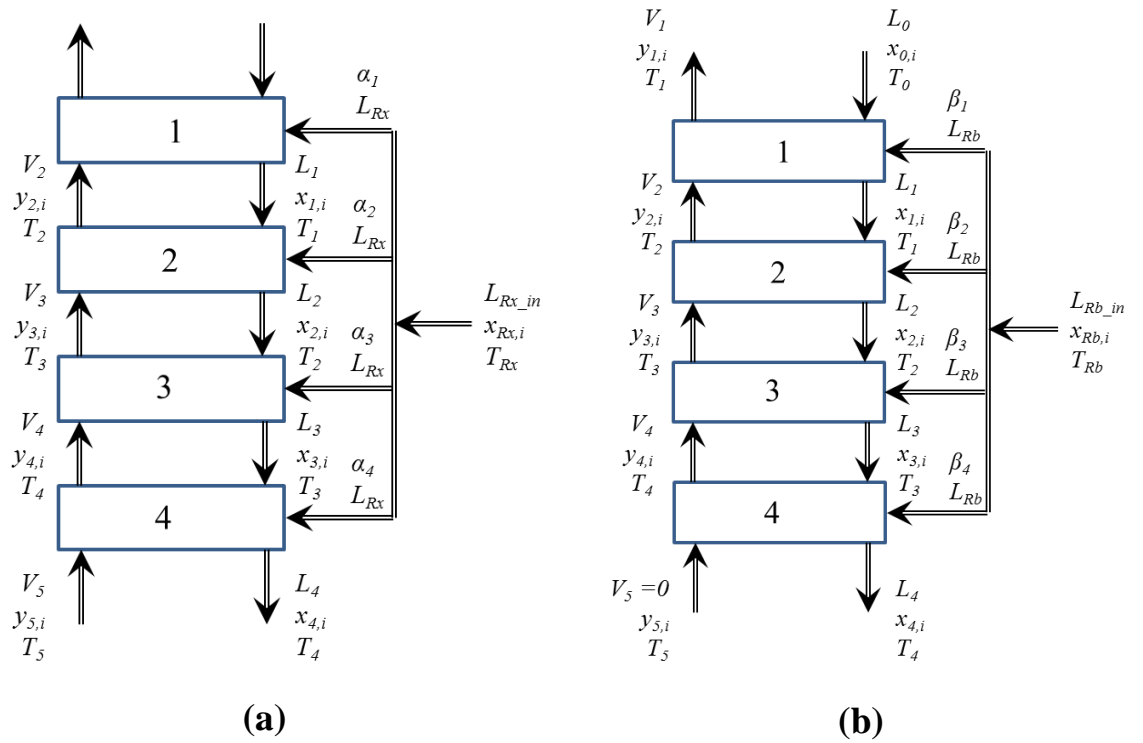 α1
LRx
1
V2
y2,i
T2
L1
x1,i
T1
α2
LRx
2
V3
y3,i
T3
L2
x2,i
T2
α3
LRx
LRx_in
xRx,i
TRx
3
V4
y4,i
T4
L3
x3,i
T3
α4
LRx
4
V5
y5,i
T5
L4
x4,i
T4
(a)
V1
y1,i
T1
L0
x0,i
T0
β1
LRb
1
V2
y2,i
T2
L1
x1,i
T1
β2
LRb
2
V3
y3,i
T3
L2
x2,i
T2
β3
LRb
LRb_in
xRb,i
TRb
3
V4
y4,i
T4
L3
x3,i
T3
β4
LRb
4
V5 =0
y5,i
T5
L4
x4,i
T4
(b)